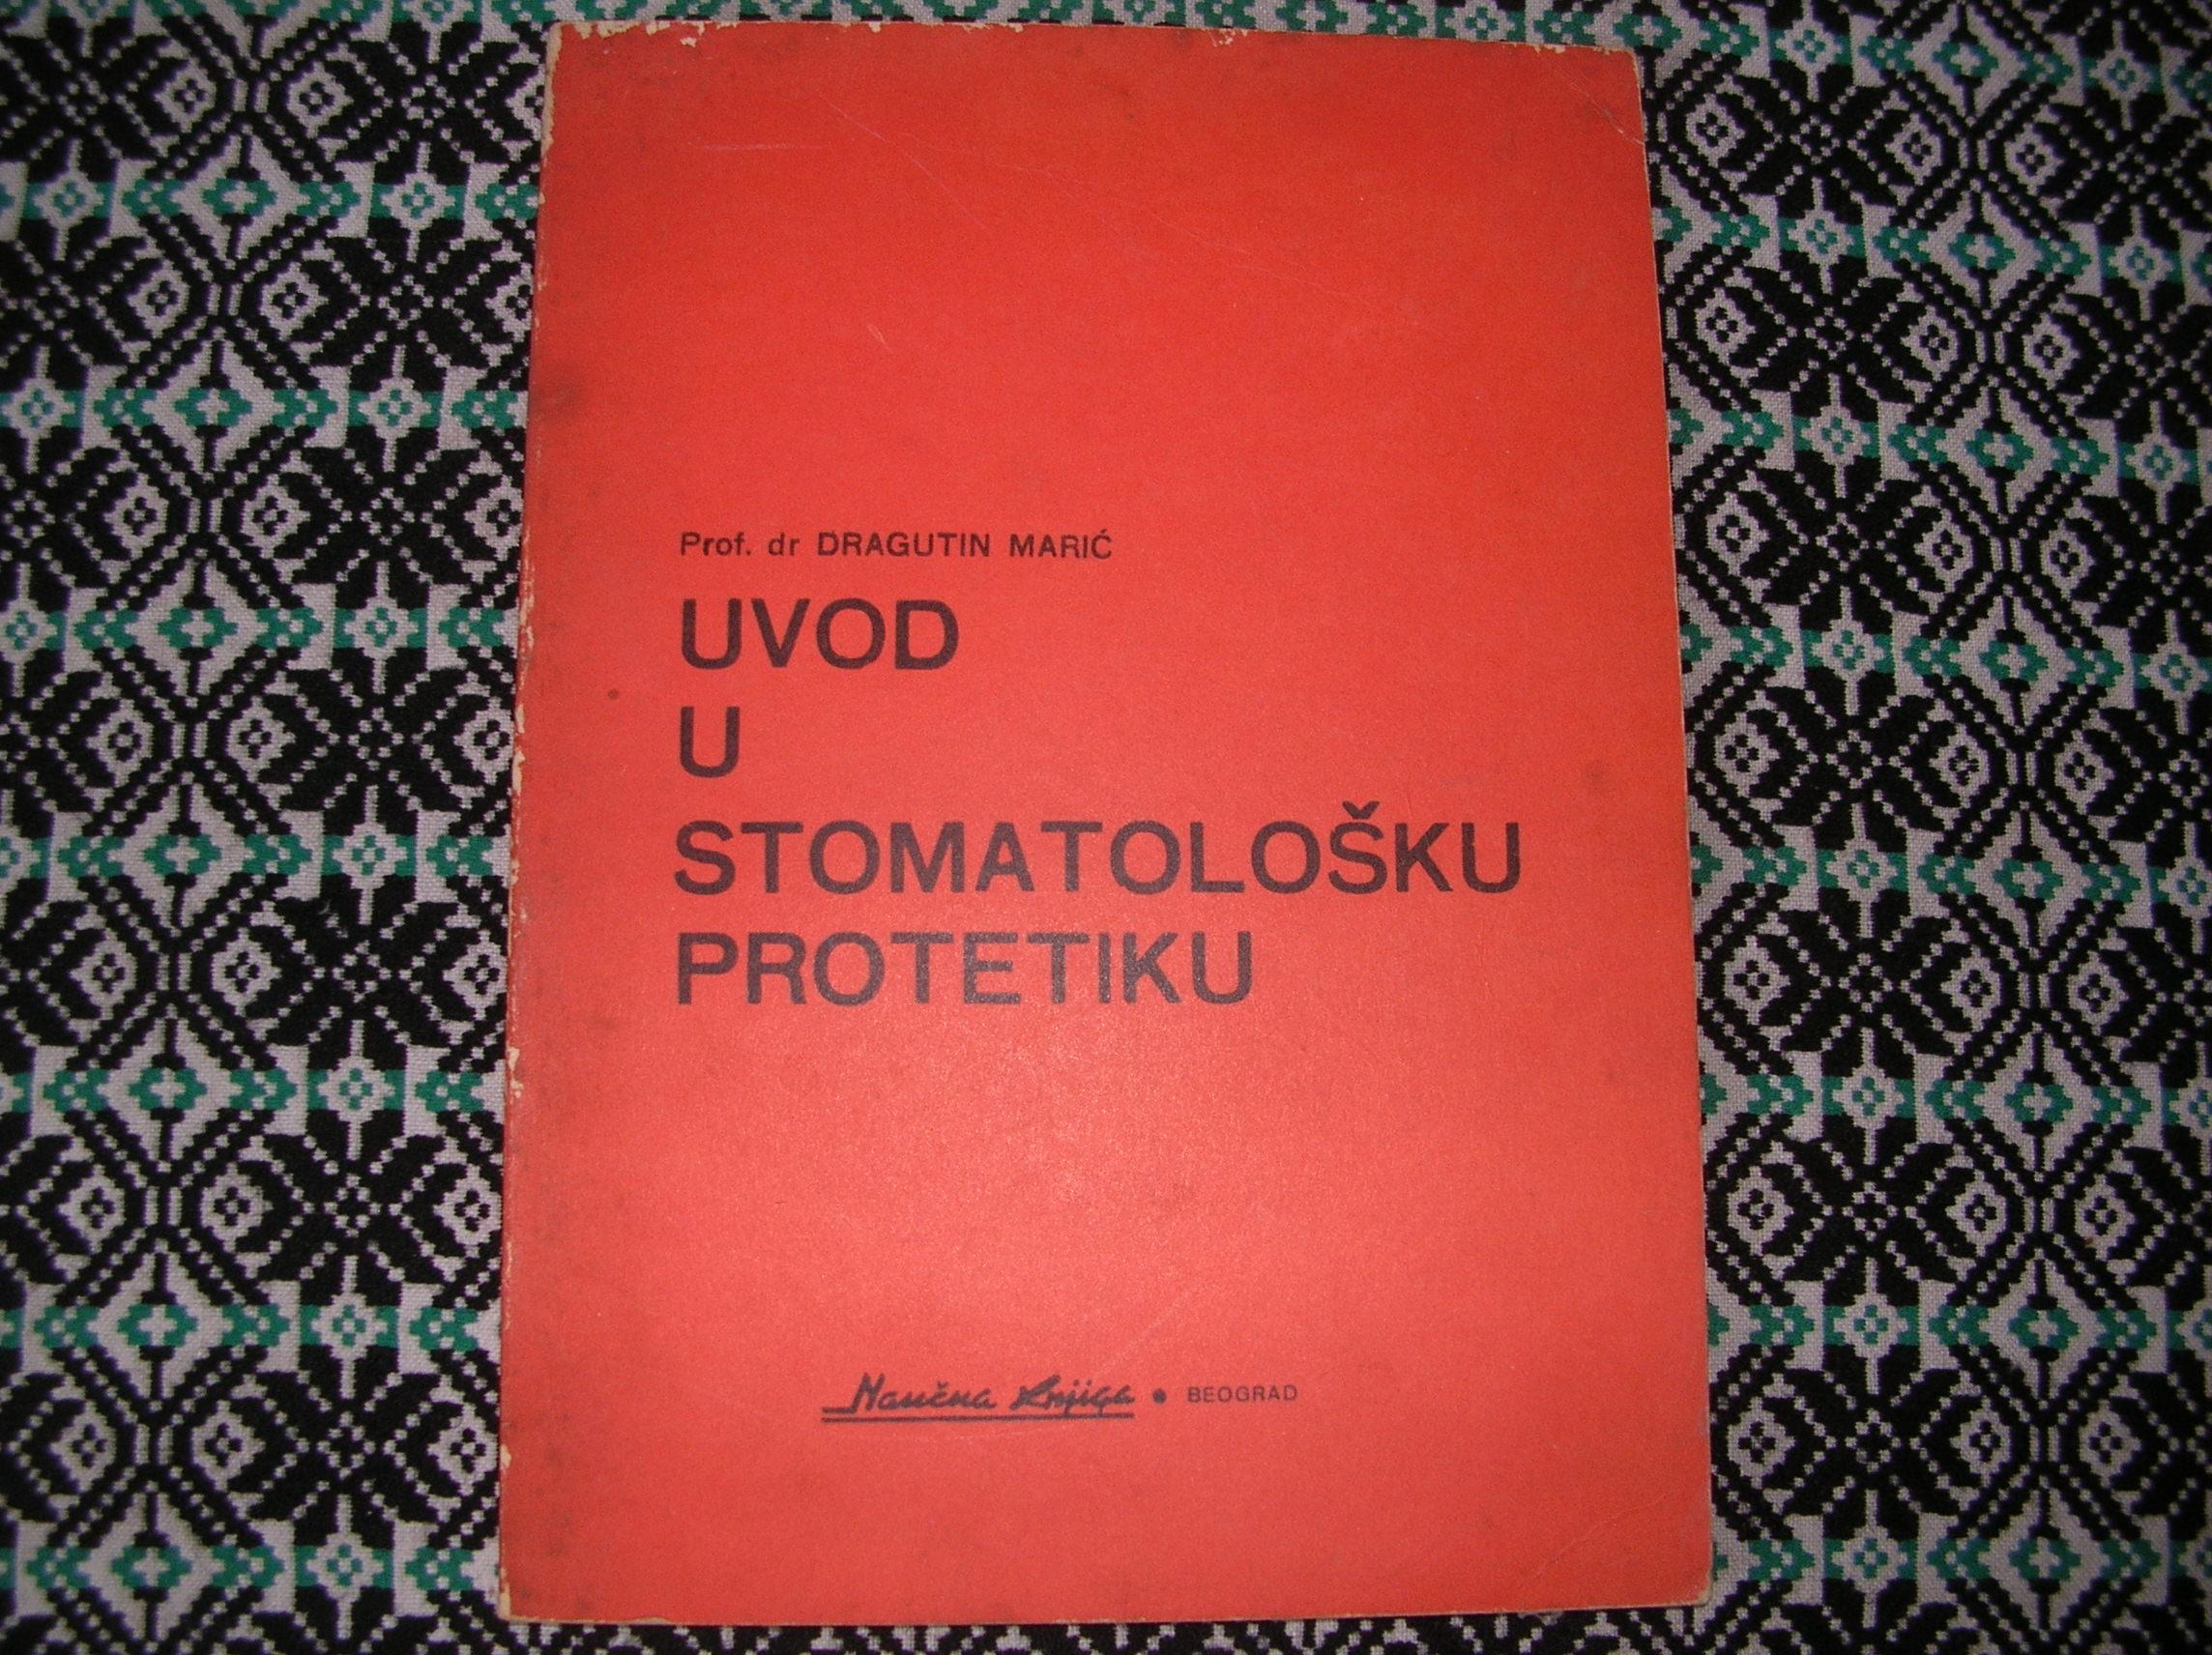 Prof. dr DRAGUTIN MARIĆ
UVOD
U
STOMATOLOŠKU
PROTETIKU
Naučna Knjiga • BEOGRAD